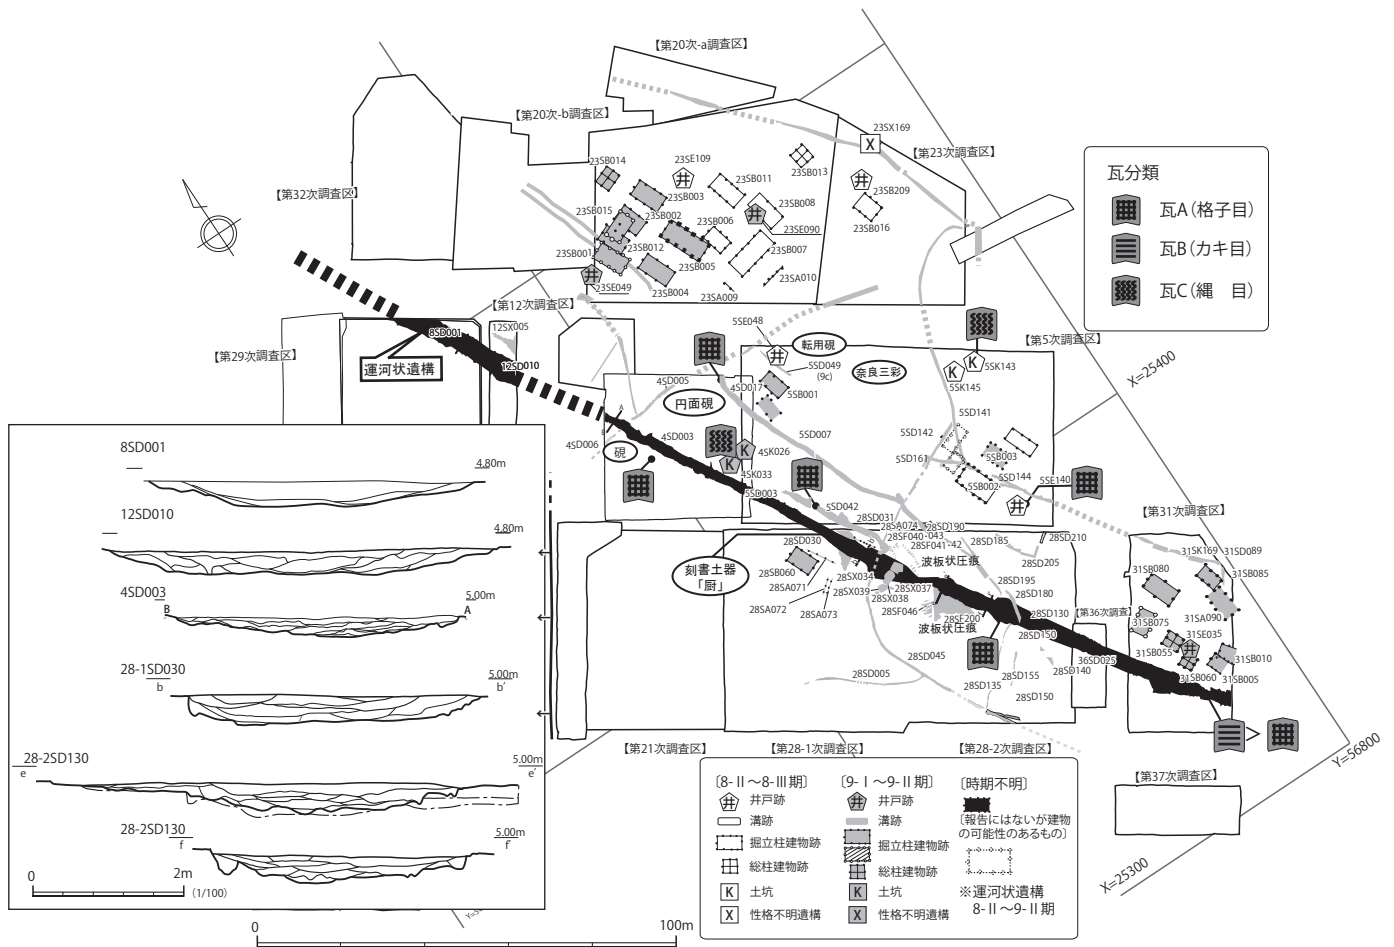 【第20次-a調査区】
【第20次-b調査区】
23SX169
【第23次調査区】
23SB014
23SE109
23SB011
23SB013
23SB209
【第32次調査区】
23SB003
23SB015
23SB002
23SB006
23SB008
23SB016
23SE090
23SB001
23SB012
23SB007
23SB005
23SA010
23SE049
23SB004
23SA009
井
井
井
井
X
瓦分類
瓦A(格子目)
瓦B(カキ目)
瓦C(縄 目)
【第12次調査区】
12SX005
8SD001
運河状遺構
12SD010
【第29次調査区】
5SE048
転用硯
【第5次調査区】
5SD049
(9c)
奈良三彩
5SK143
5SK145
K
K
井
X=25400
4SD005
4SD017
5SB001
円面硯
A
4SD006
4SD003
硯
4SK026
4SK033
K
K
5SD007
5SD141
5SD142
5SD161
5SB003
5SD144
5SB002
5SE140
井
5SD003
5SD042
28SD031
28SA074
28SD190
28SF040・043
28SF041・42
28SD185
28SD210
28SD205
28SD030
刻書土器
「厨」
28SB060
28SA071
28SA072
28SA073
28SX034
28SX039
28SX038
28SX037
28SF046
波板状圧痕
28SF200
波板状圧痕
28SD195
28SD180
28SD130
28SD150
【第36次調査】
36SD025
28SD045
28SD005
28SD135
28SD155
28SD140
28SD150
【第31次調査区】
31SK169
31SD089
31SB080
31SB085
31SB075
31SA090
31SE035
31SB055
31SB010
31SB060
31SB005
井
>
Y=56800
【第37次調査区】
X=25300
【第21次調査区】
【第28-1次調査区】
【第28-2次調査区】
8SD001
4.80m
12SD010
4.80m
4SD003
B
5.00m
A
28-1SD030
b
5.00m
b′
28-2SD130
e
5.00m
e′
28-2SD130
f
5.00m
f′
0
2m
(1/100)
0
100m
〔8-Ⅱ～8-Ⅲ期〕
井 井戸跡
溝跡
掘立柱建物跡
総柱建物跡
K 土坑
X 性格不明遺構
〔9-Ⅰ～9-Ⅱ期〕
井 井戸跡
溝跡
掘立柱建物跡
総柱建物跡
K 土坑
X 性格不明遺構
〔時期不明〕
〔報告にはないが建物
の可能性のあるもの〕
※運河状遺構
8-Ⅱ～9-Ⅱ期